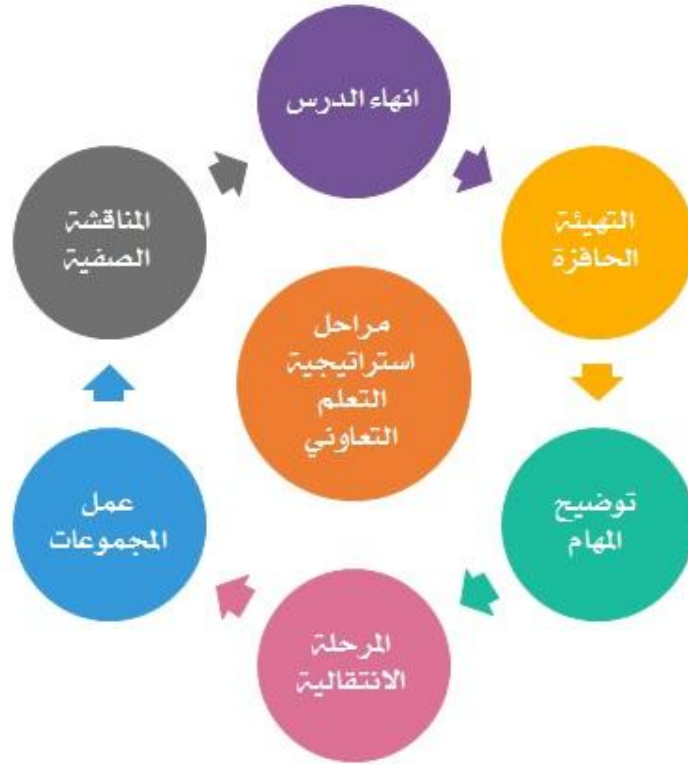 انهاء الدرس
التهيئة
الحافزة
توضيح
المهام
المرحلة
الانتقالية
عمل
المجموعات
المناقشة
الصفية
مراحل
استراتيجية
التعلم
التعاوني